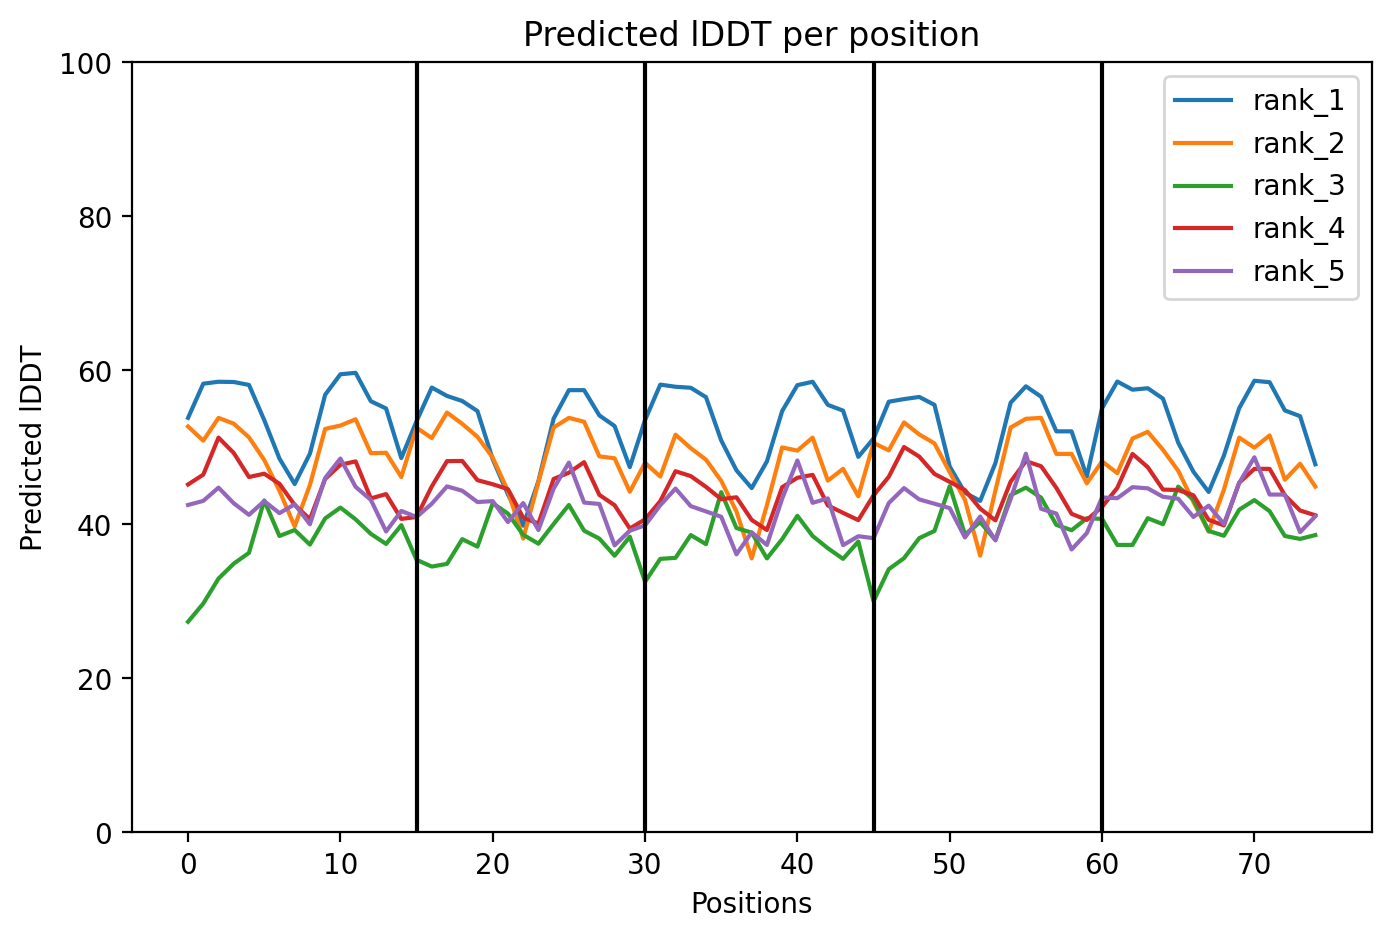 Predicted lDDT per position
100
80
60
40
20
0
Predicted lDDT
0 10 20 30 40 50 60 70
Positions
rank_1
rank_2
rank_3
rank_4
rank_5